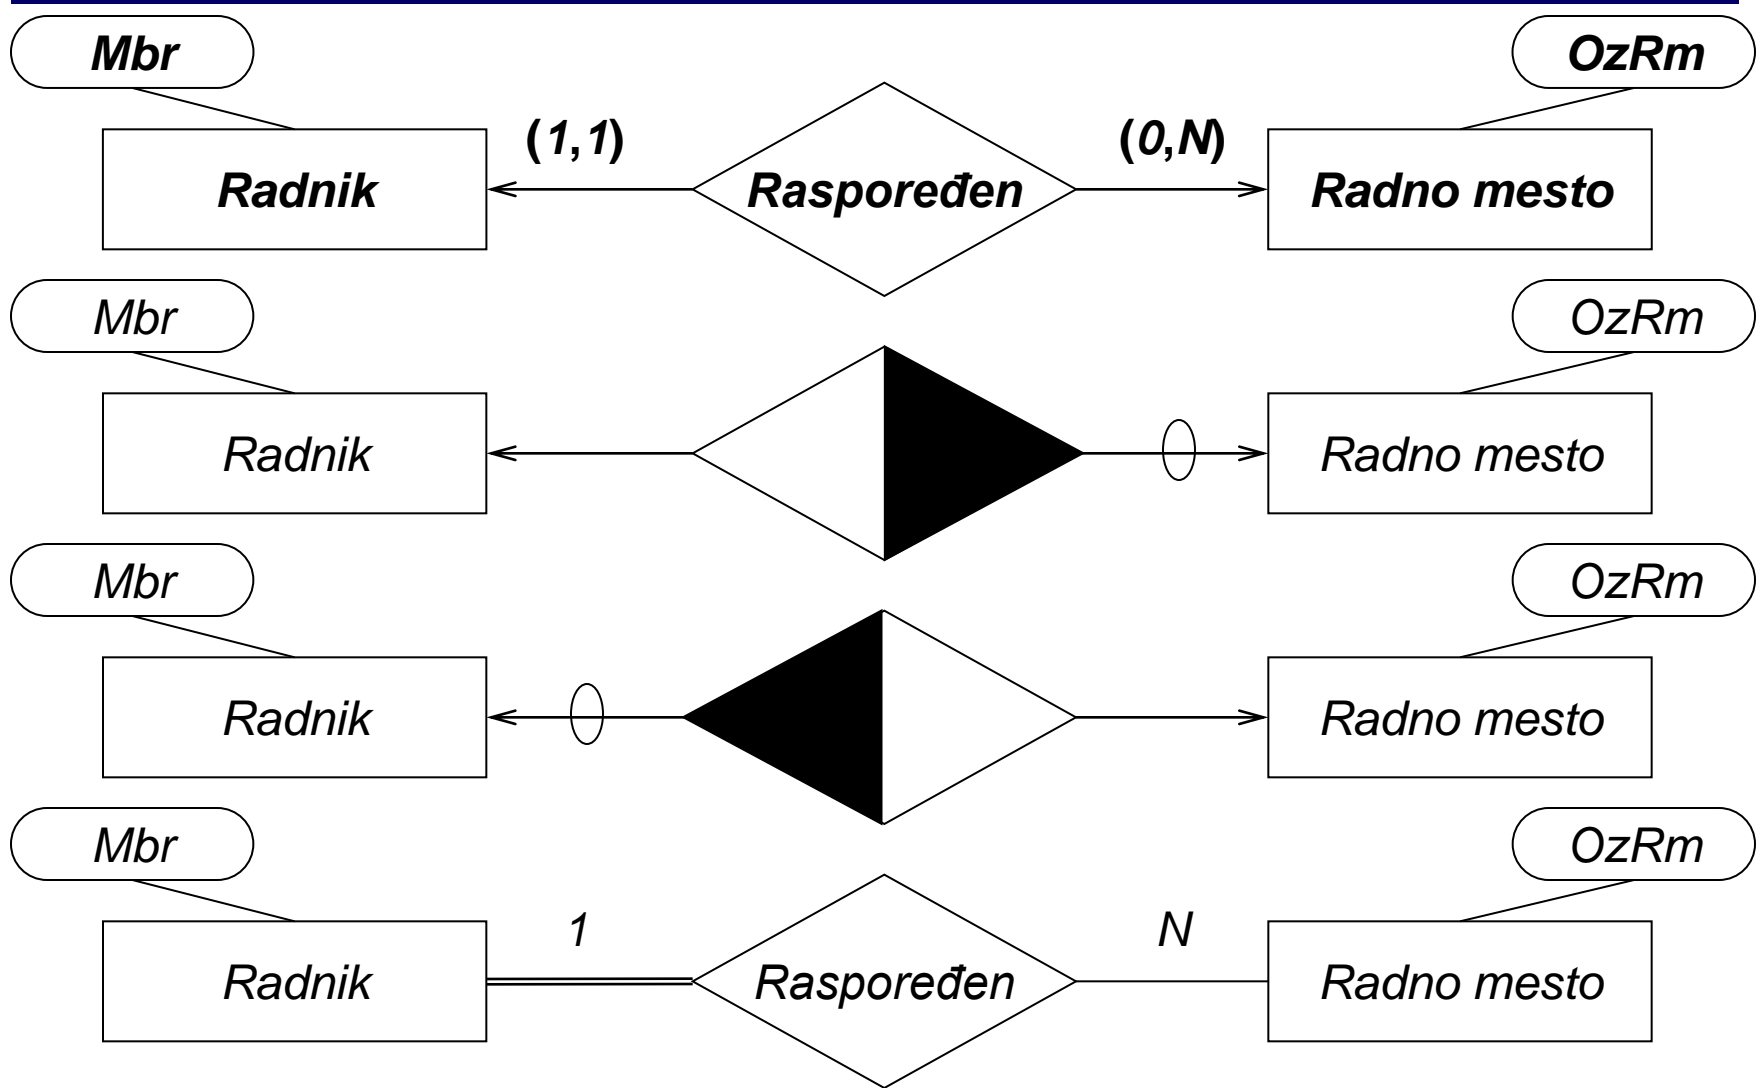 Mbr
OzRm
(1,1)
(0,N)
Radnik
Raspoređen
Radno mesto
Mbr
OzRm
Radnik
Radno mesto
Mbr
OzRm
Radnik
Radno mesto
Mbr
OzRm
1
N
Radnik
Raspoređen
Radno mesto